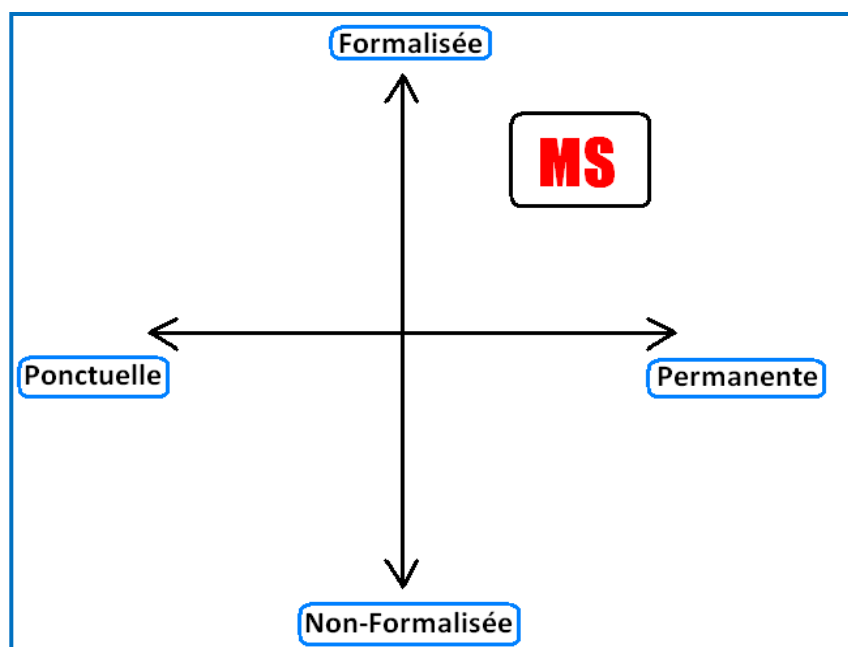 Formalisée
MS
Ponctuelle
Permanente
Non-Formalisée